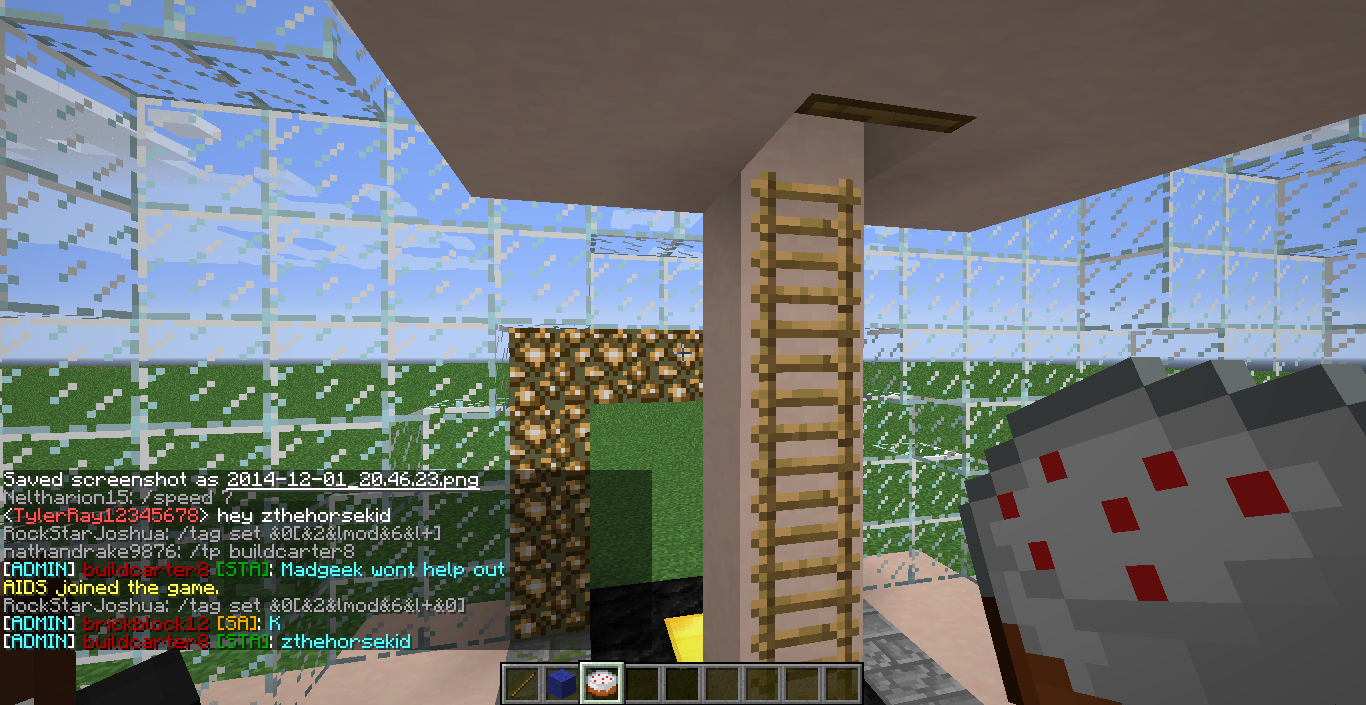 Saved screenshot as 2014-12-01_20.46.23.png
Neltharion15: /speed 7
<TylerRay12345678> hey zthehorsekid
RockStarJoshua: /tag set &0[&2&lmod&6&l+]
nathandrake9876: /tp buildcarter8
[ADMIN] buildcarter8 [STA]: Madgeek wont help out
AIDS joined the game.
RockStarJoshua: /tag set &0[&2&lmod&6&l+&0]
[ADMIN] brickblock12 [SA]: K
[ADMIN] buildcarter8 [STA]: zthehorsekid